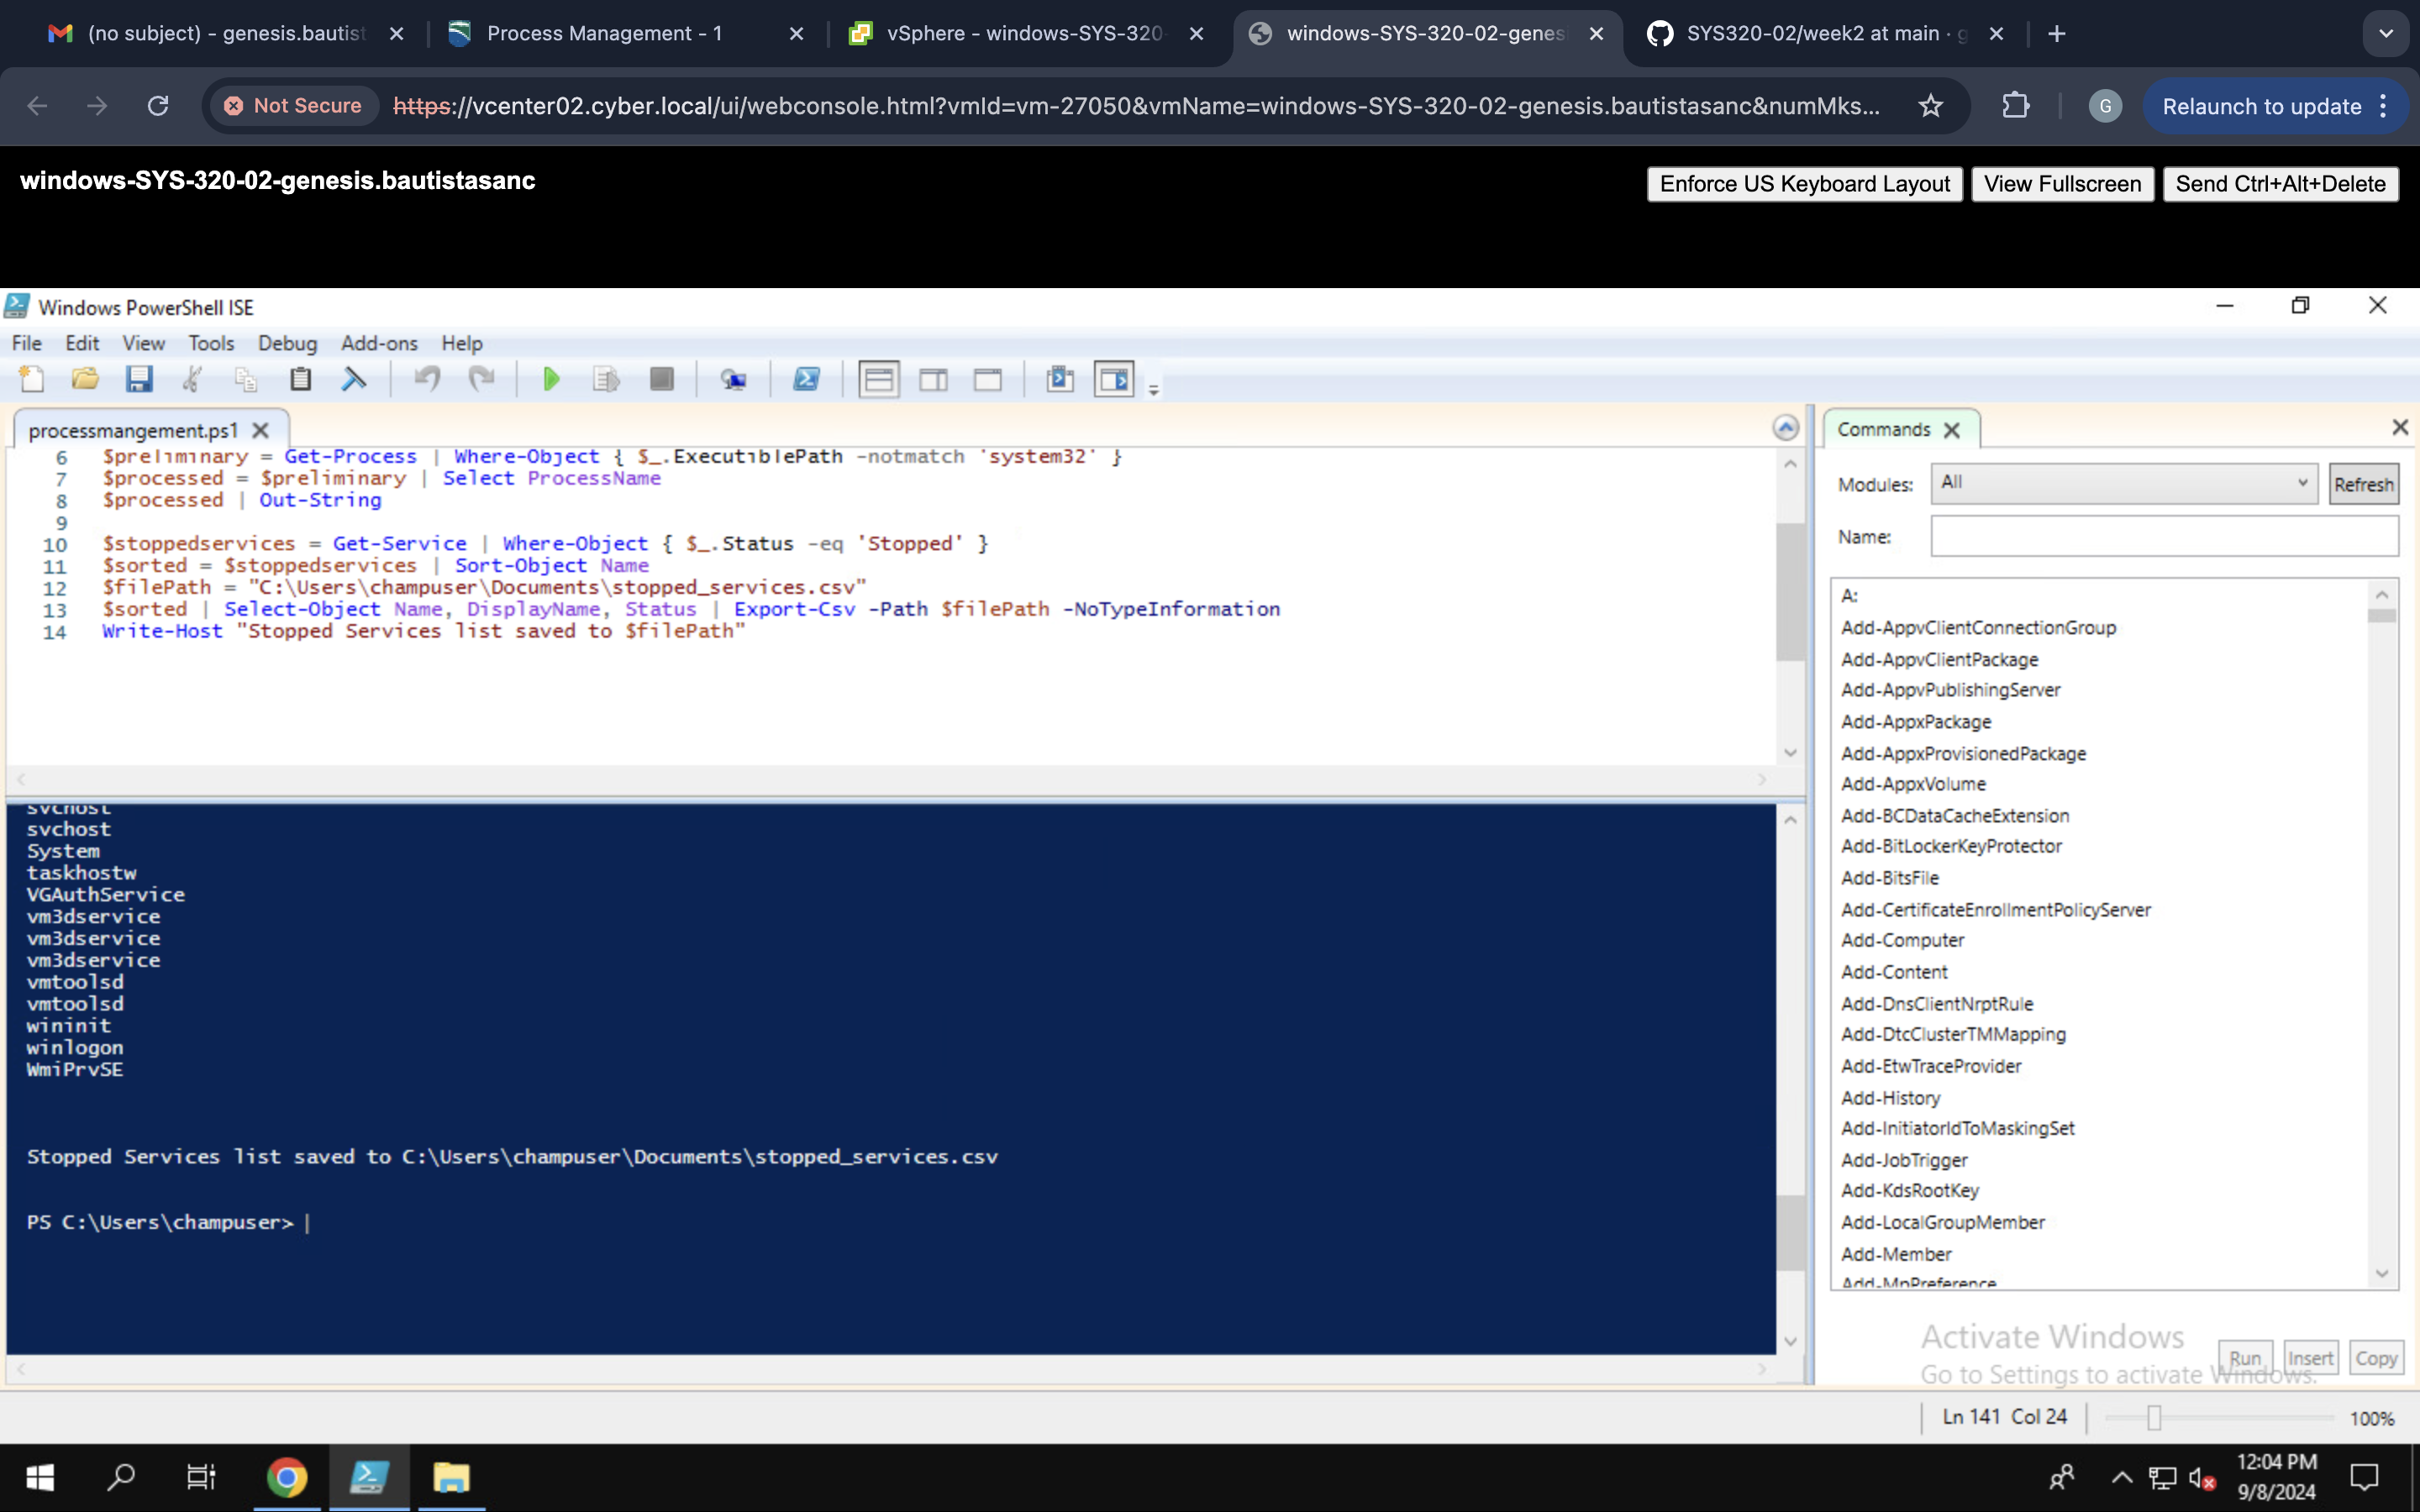 (no subject) - genesis.bautist
Process Management - 1
vSphere - windows-SYS-320-
windows-SYS-320-02-genes
SYS320-02/week2 at main · g
Not Secure
https://vcenter02.cyber.local/ui/webconsole.html?vmId=vm-27050&vmName=windows-SYS-320-02-genesis.bautistasanc&numMks...
G
Relaunch to update
windows-SYS-320-02-genesis.bautistasanc
Enforce US Keyboard Layout
View Fullscreen
Send Ctrl+Alt+Delete
Windows PowerShell ISE
File Edit View Tools Debug Add-ons Help
processmangement.ps1
6 $preliminary = Get-Process | Where-Object { $_.ExecutiblePath -notmatch 'system32' }
7 $processed = $preliminary | Select ProcessName
8 $processed | Out-String
9
10 $stoppedservices = Get-Service | Where-Object { $_.Status -eq 'Stopped' }
11 $sorted = $stoppedservices | Sort-Object Name
12 $filePath = "C:\Users\champuser\Documents\stopped_services.csv"
13 $sorted | Select-Object Name, DisplayName, Status | Export-Csv -Path $filePath -NoTypeInformation
14 Write-Host "Stopped Services list saved to $filePath"
svchost
svchost
System
taskhostw
VGAuthService
vm3dservice
vm3dservice
vm3dservice
vmtoolsd
vmtoolsd
wininit
winlogon
WmiPrvSE
Stopped Services list saved to C:\Users\champuser\Documents\stopped_services.csv
PS C:\Users\champuser>
Commands
Modules: All Refresh
Name:
A:
Add-AppvClientConnectionGroup
Add-AppvClientPackage
Add-AppvPublishingServer
Add-AppxPackage
Add-AppxProvisionedPackage
Add-AppxVolume
Add-BCDataCacheExtension
Add-BitLockerKeyProtector
Add-BitsFile
Add-CertificateEnrollmentPolicyServer
Add-Computer
Add-Content
Add-DnsClientNrptRule
Add-DtcClusterTMMapping
Add-EtwTraceProvider
Add-History
Add-InitiatorIdToMaskingSet
Add-JobTrigger
Add-KdsRootKey
Add-LocalGroupMember
Add-Member
Add-MpPreference
Activate Windows
Go to Settings to activate Windows.
Run Insert Copy
Ln 141 Col 24
100%
12:04 PM
9/8/2024